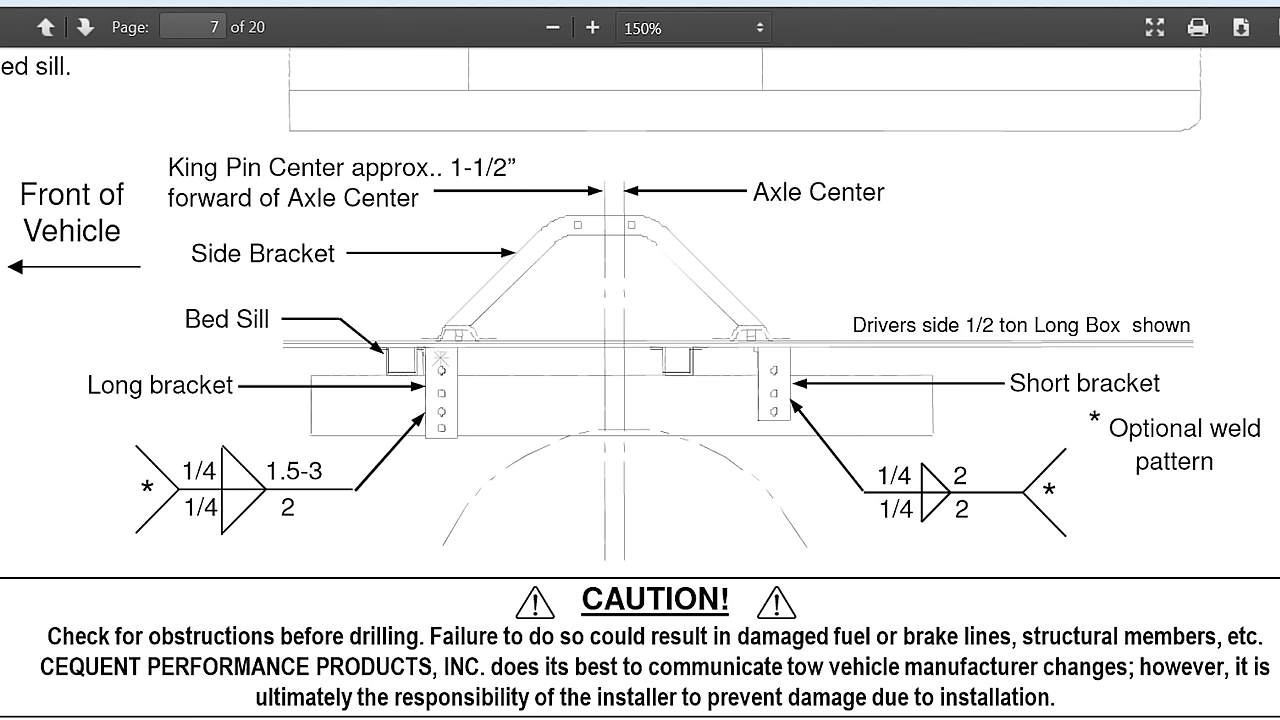 Page: 7 of 20
150%
ed sill.
King Pin Center approx.. 1-1/2”
forward of Axle Center
Axle Center
Front of
Vehicle
Side Bracket
Bed Sill
Drivers side 1/2 ton Long Box shown
Long bracket
Short bracket
* Optional weld
pattern
* 1/4 1.5-3
1/4 2
1/4 2 *
1/4 2
CAUTION!
Check for obstructions before drilling. Failure to do so could result in damaged fuel or brake lines, structural members, etc.
CEQUENT PERFORMANCE PRODUCTS, INC. does its best to communicate tow vehicle manufacturer changes; however, it is
ultimately the responsibility of the installer to prevent damage due to installation.